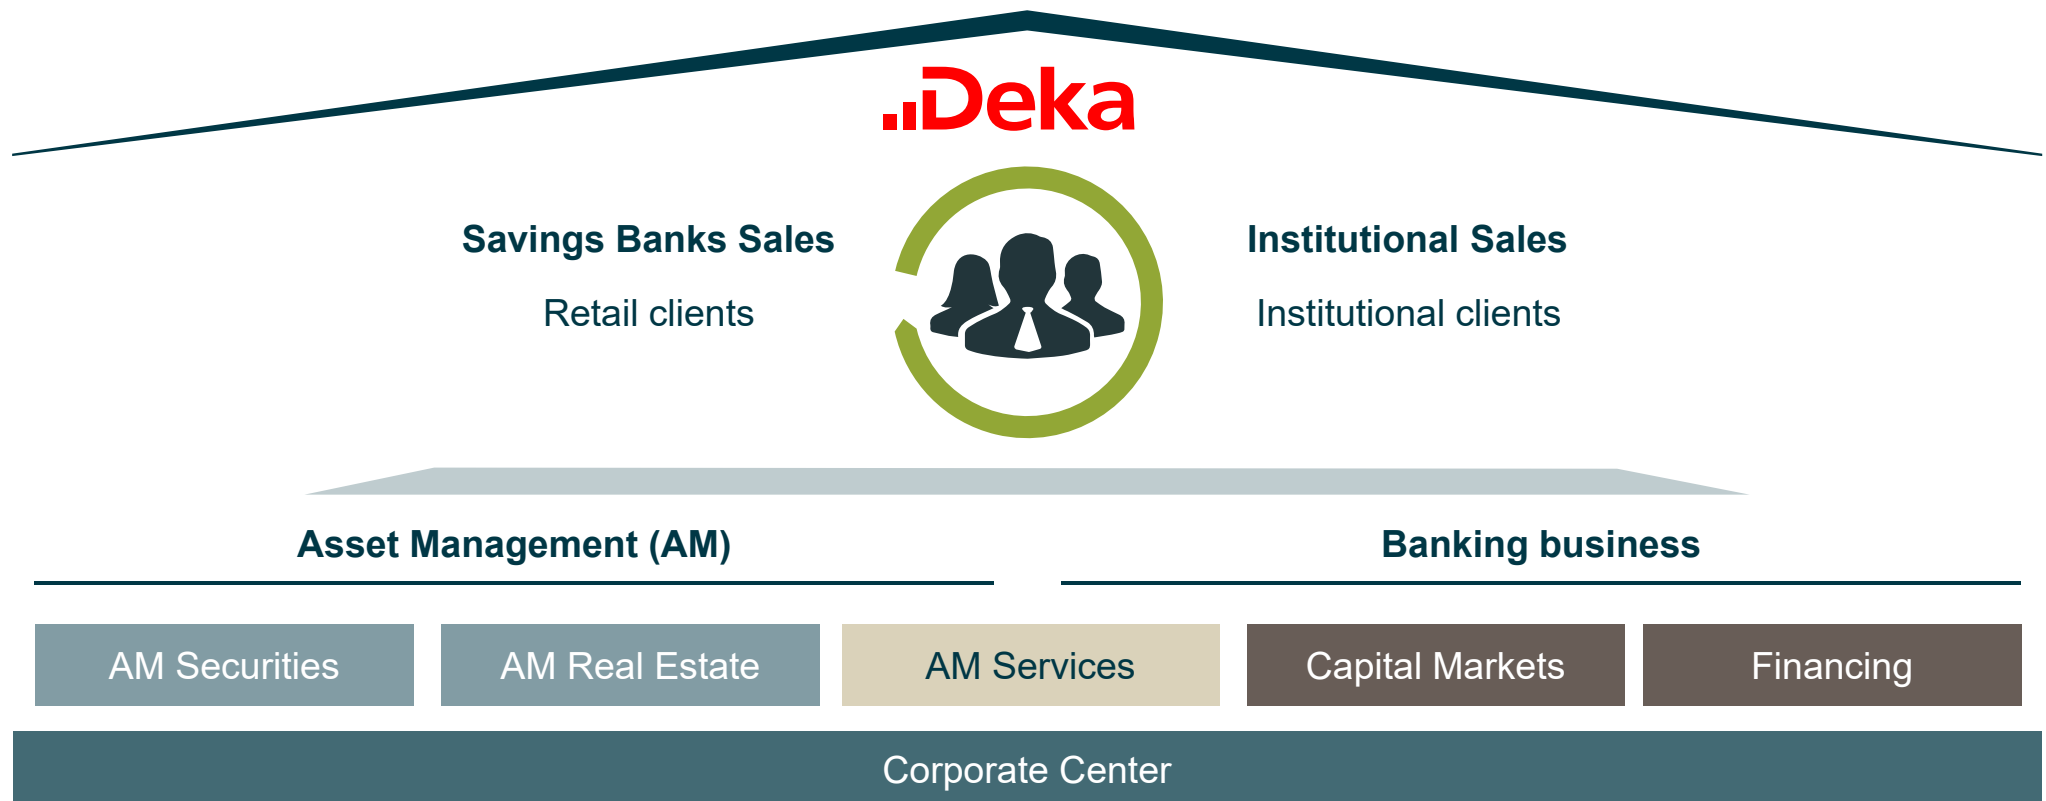 Deka
Savings Banks Sales
Retail clients
Institutional Sales
Institutional clients
Asset Management (AM)
Banking business
AM Securities
AM Real Estate
AM Services
Capital Markets
Financing
Corporate Center